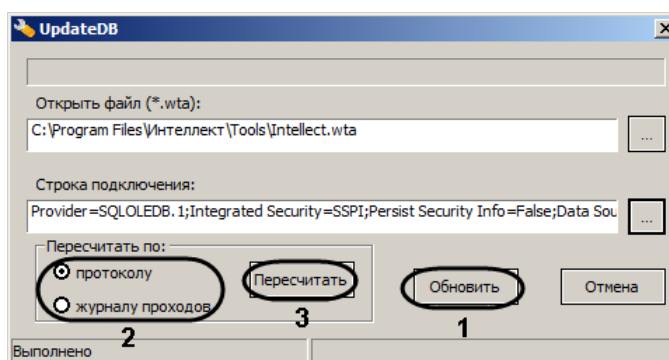 UpdateDB
Открыть файл (*.wta):
C:\Program Files\Интеллект\Tools\Intellect.wta
...
Строка подключения:
Provider=SQLOLEDB.1;Integrated Security=SSPI;Persist Security Info=False;Data Sou
...
Пересчитать по:
протоколу
Пересчитать
Обновить
Отмена
журналу проходов
2
3
1
Выполнено